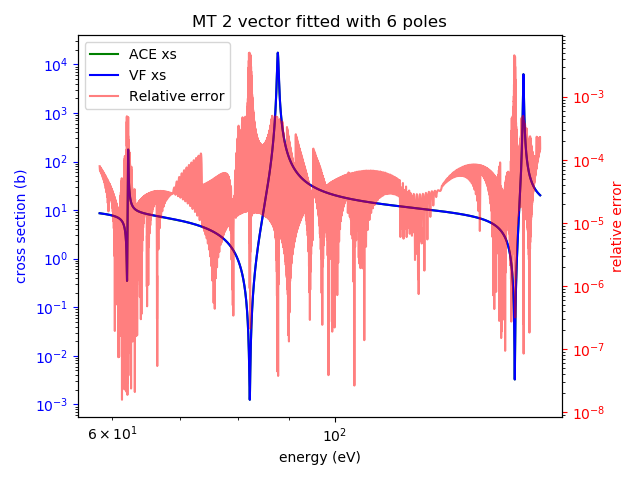 MT 2 vector fitted with 6 poles
ACE xs
VF xs
Relative error
cross section (b)
10⁴
10³
10²
10¹
10⁰
10⁻¹
10⁻²
10⁻³
relative error
10⁻³
10⁻⁴
10⁻⁵
10⁻⁶
10⁻⁷
10⁻⁸
6 × 10¹
10²
energy (eV)